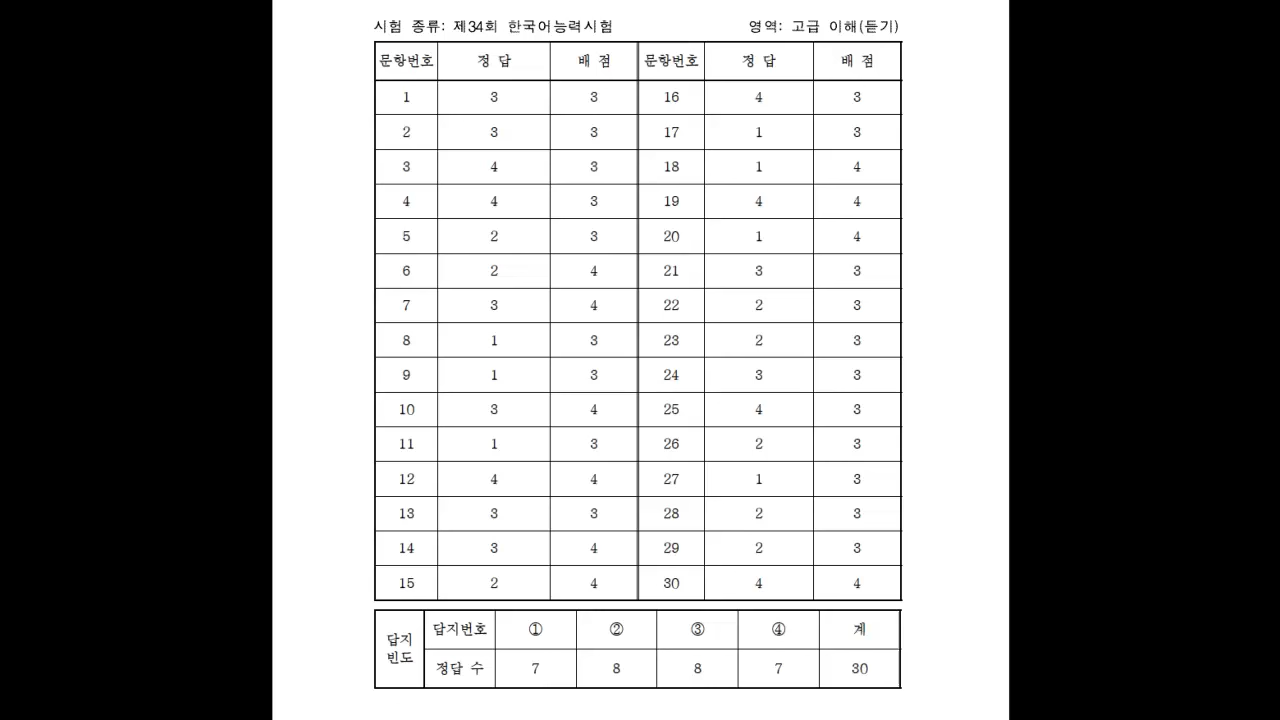 시험 종류: 제34회 한국어능력시험 영역: 고급 이해(듣기)
문항번호 정 답 배 점 문항번호 정 답 배 점
1 3 3 16 4 3
2 3 3 17 1 3
3 4 3 18 1 4
4 4 3 19 4 4
5 2 3 20 1 4
6 2 4 21 3 3
7 3 4 22 2 3
8 1 3 23 2 3
9 1 3 24 3 3
10 3 4 25 4 3
11 1 3 26 2 3
12 4 4 27 1 3
13 3 3 28 2 3
14 3 4 29 2 3
15 2 4 30 4 4
답지 빈도 답지번호 ① ② ③ ④ 계
정답 수 7 8 8 7 30